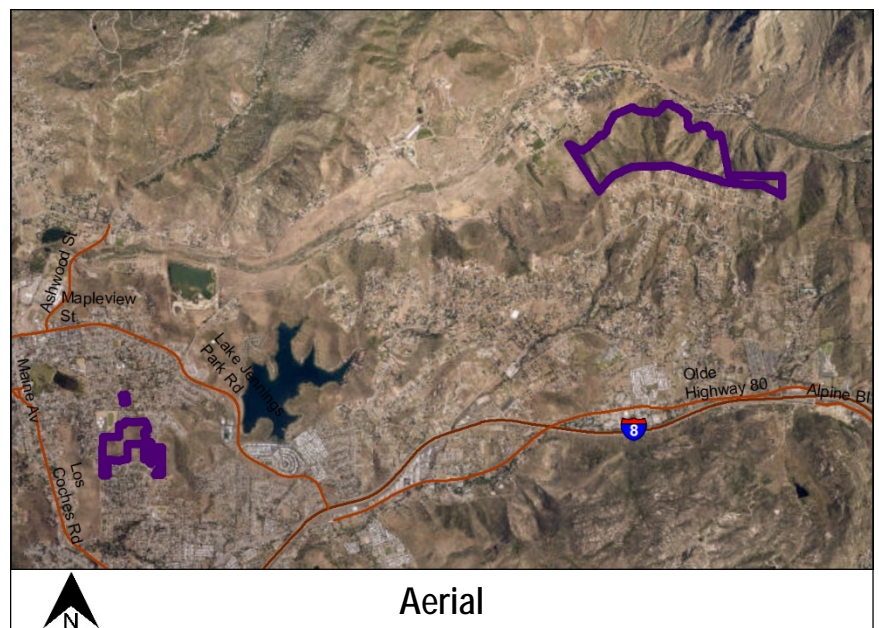 Ashwood St
Mapleview
St
Maine Av
Lake Jennings
Park Rd
Los
Coches Rd
Olde
Highway 80
Alpine Bl
8
N
Aerial